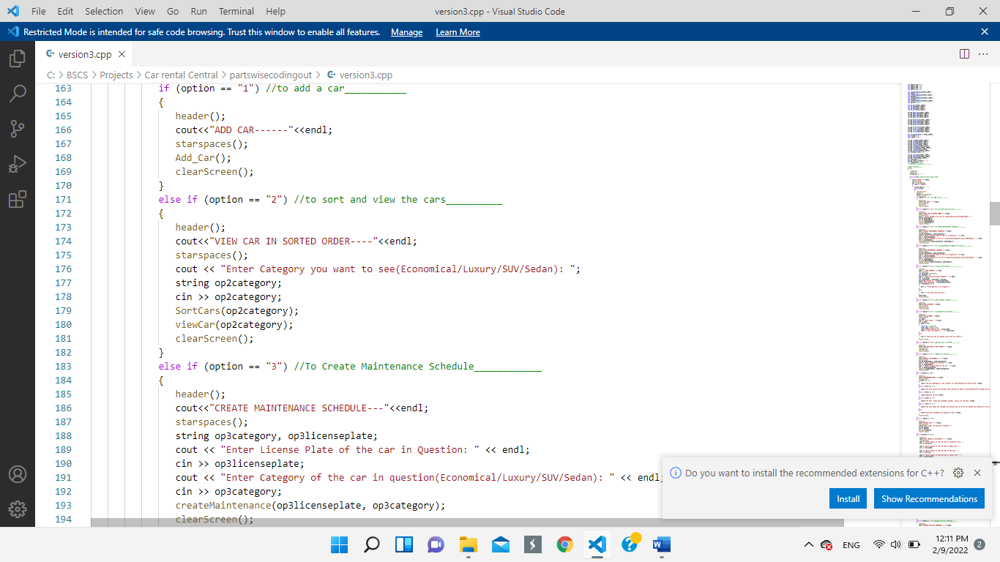 File Edit Selection View Go Run Terminal Help version3.cpp - Visual Studio Code
Restricted Mode is intended for safe code browsing. Trust this window to enable all features. Manage Learn More
version3.cpp
C: > BSCS > Projects > Car rental Central > partswisecodingout > version3.cpp
163 if (option == "1") //to add a car___________
164 {
165 header();
166 cout<<"ADD CAR------"<<endl;
167 starspaces();
168 Add_Car();
169 clearScreen();
170 }
171 else if (option == "2") //to sort and view the cars__________
172 {
173 header();
174 cout<<"VIEW CAR IN SORTED ORDER----"<<endl;
175 starspaces();
176 cout << "Enter Category you want to see(Economical/Luxury/SUV/Sedan): ";
177 string op2category;
178 cin >> op2category;
179 SortCars(op2category);
180 viewCar(op2category);
181 clearScreen();
182 }
183 else if (option == "3") //To Create Maintenance Schedule____________
184 {
185 header();
186 cout<<"CREATE MAINTENANCE SCHEDULE---"<<endl;
187 starspaces();
188 string op3category, op3licenseplate;
189 cout << "Enter License Plate of the car in Question: " << endl;
190 cin >> op3licenseplate;
191 cout << "Enter Category of the car in question(Economical/Luxury/SUV/Sedan): " << endl;
192 cin >> op3category;
193 createMaintenance(op3licenseplate, op3category);
194 clearScreen();
Do you want to install the recommended extensions for C++?
Install Show Recommendations
ENG
12:11 PM
2/9/2022
2